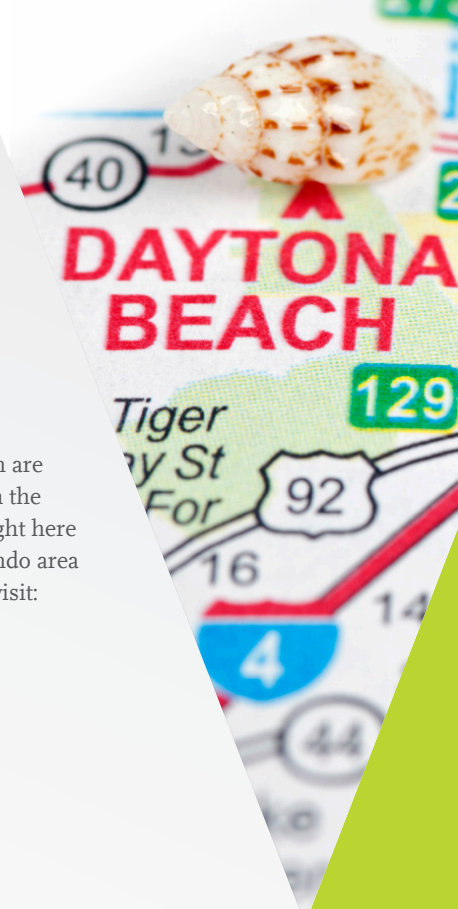 are
the
ght here
ndo area
isit:
40
DAYTONA
BEACH
129
Tiger
ay St
For
92
16
14
4
44